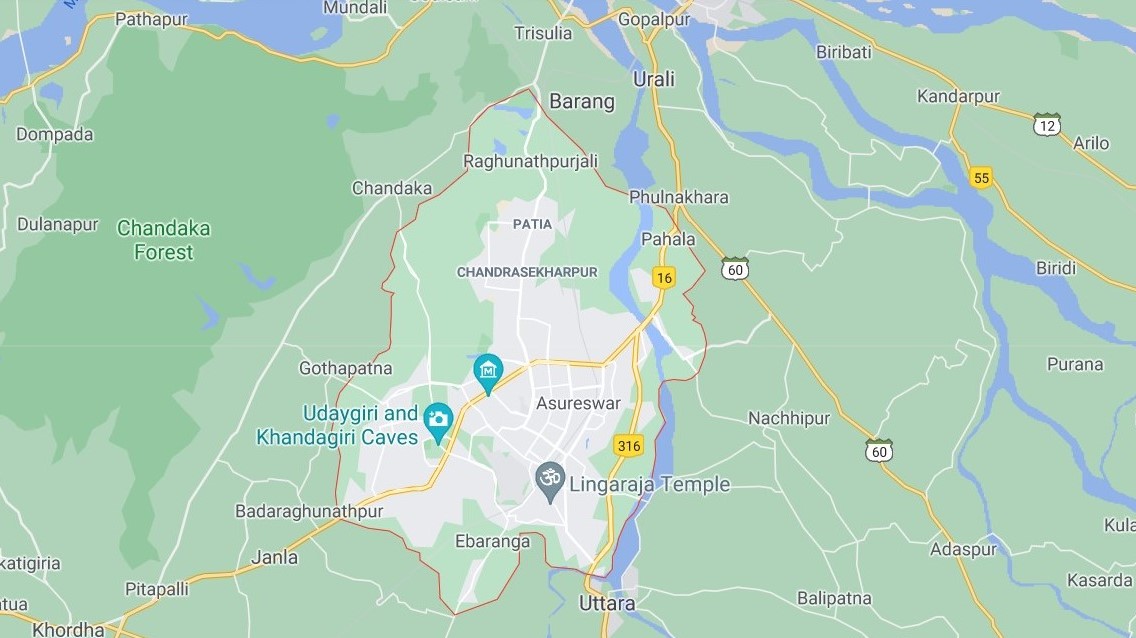 Pathapur
Mundali
Trisulia
Gopalpur
Biribati
Urali
Kandarpur
Barang
12
Dompada
Arilo
Raghunathpurjali
55
Chandaka
Phulnakhara
Dulanapur
Chandaka
Forest
PATIA
Pahala
CHANDRASEKHARPUR
16
60
Biridi
Gothapatna
Purana
Udaygiri and
Khandagiri Caves
Asureswar
Nachhipur
316
60
Lingaraja Temple
Badaraghunathpur
Ebaranga
Adaspur
Janla
katigiria
Pitapalli
Kasarda
Balipatna
Uttara
Khordha